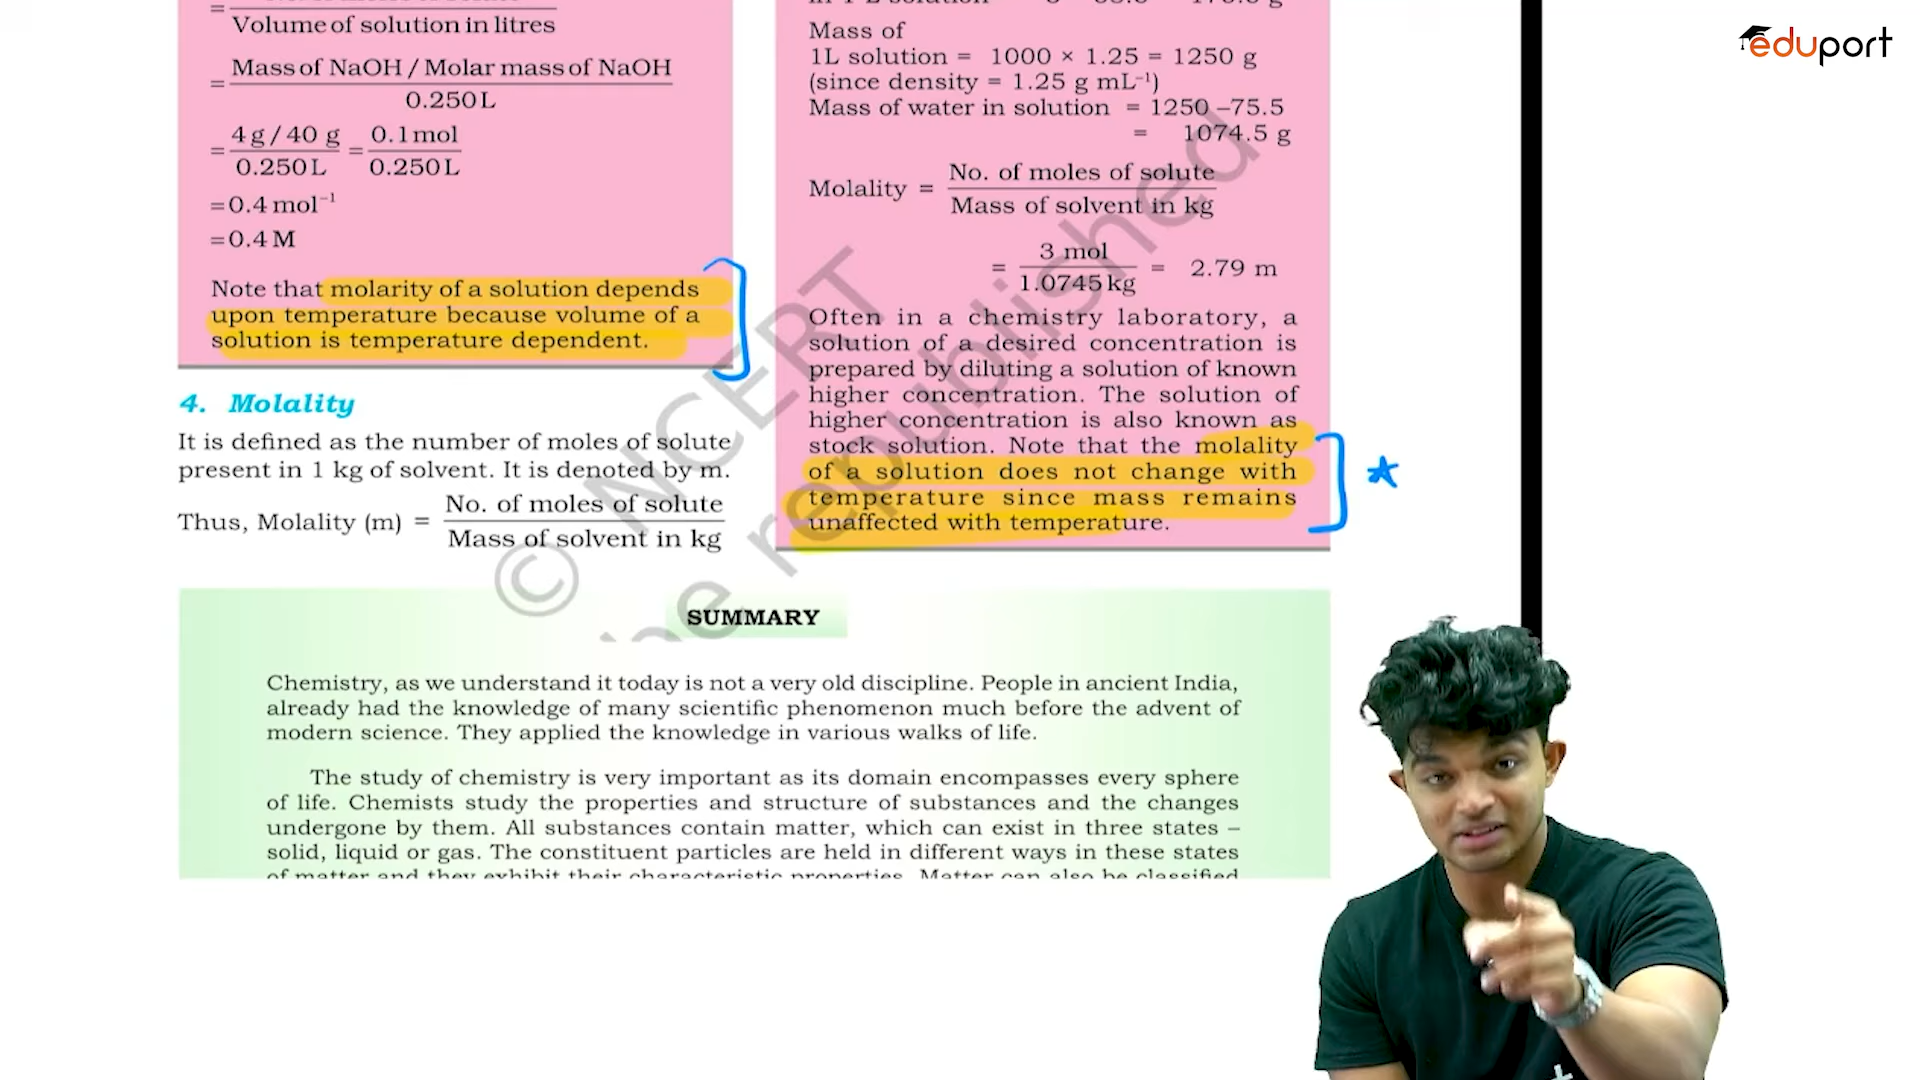 Volume of solution in litres
= Mass of NaOH / Molar mass of NaOH
0.250 L
= 4 g / 40 g = 0.1 mol
0.250 L 0.250 L
= 0.4 mol⁻¹
= 0.4 M
Note that molarity of a solution depends
upon temperature because volume of a
solution is temperature dependent.
4. Molality
It is defined as the number of moles of solute
present in 1 kg of solvent. It is denoted by m.
Thus, Molality (m) = No. of moles of solute
Mass of solvent in kg
Mass of
1L solution = 1000 × 1.25 = 1250 g
(since density = 1.25 g mL⁻¹)
Mass of water in solution = 1250 –75.5
= 1074.5 g
Molality = No. of moles of solute
Mass of solvent in kg
= 3 mol = 2.79 m
1.0745 kg
Often in a chemistry laboratory, a
solution of a desired concentration is
prepared by diluting a solution of known
higher concentration. The solution of
higher concentration is also known as
stock solution. Note that the molality
of a solution does not change with
temperature since mass remains
unaffected with temperature.
© NCERT
be republished
SUMMARY
Chemistry, as we understand it today is not a very old discipline. People in ancient India,
already had the knowledge of many scientific phenomenon much before the advent of
modern science. They applied the knowledge in various walks of life.
The study of chemistry is very important as its domain encompasses every sphere
of life. Chemists study the properties and structure of substances and the changes
undergone by them. All substances contain matter, which can exist in three states –
solid, liquid or gas. The constituent particles are held in different ways in these states
of matter and they exhibit their characteristic properties. Matter can also be classified
eduport